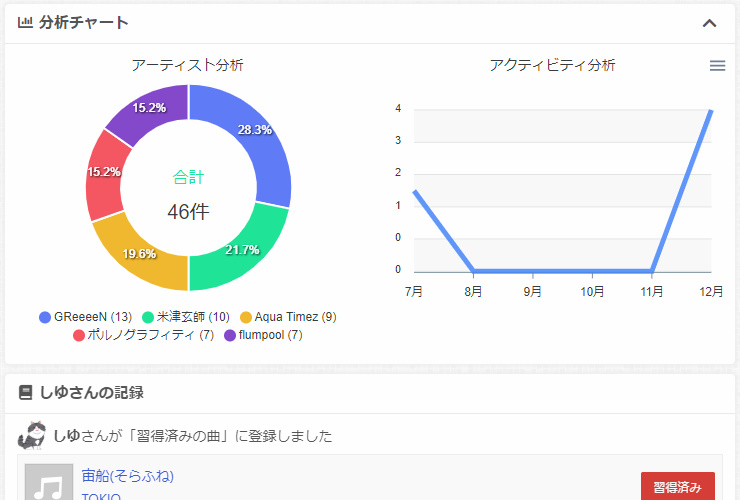 分析チャート
アーティスト分析
15.2%
28.3%
15.2%
合計
46件
19.6%
21.7%
GReeeeN (13) 米津玄師 (10) Aqua Timez (9)
ポルノグラフィティ (7) flumpool (7)
アクティビティ分析
4
3
2
1
0
0
7月 8月 9月 10月 11月 12月
しゆさんの記録
しゆさんが「習得済みの曲」に登録しました
宙船(そらふね)
TOKIO
習得済み